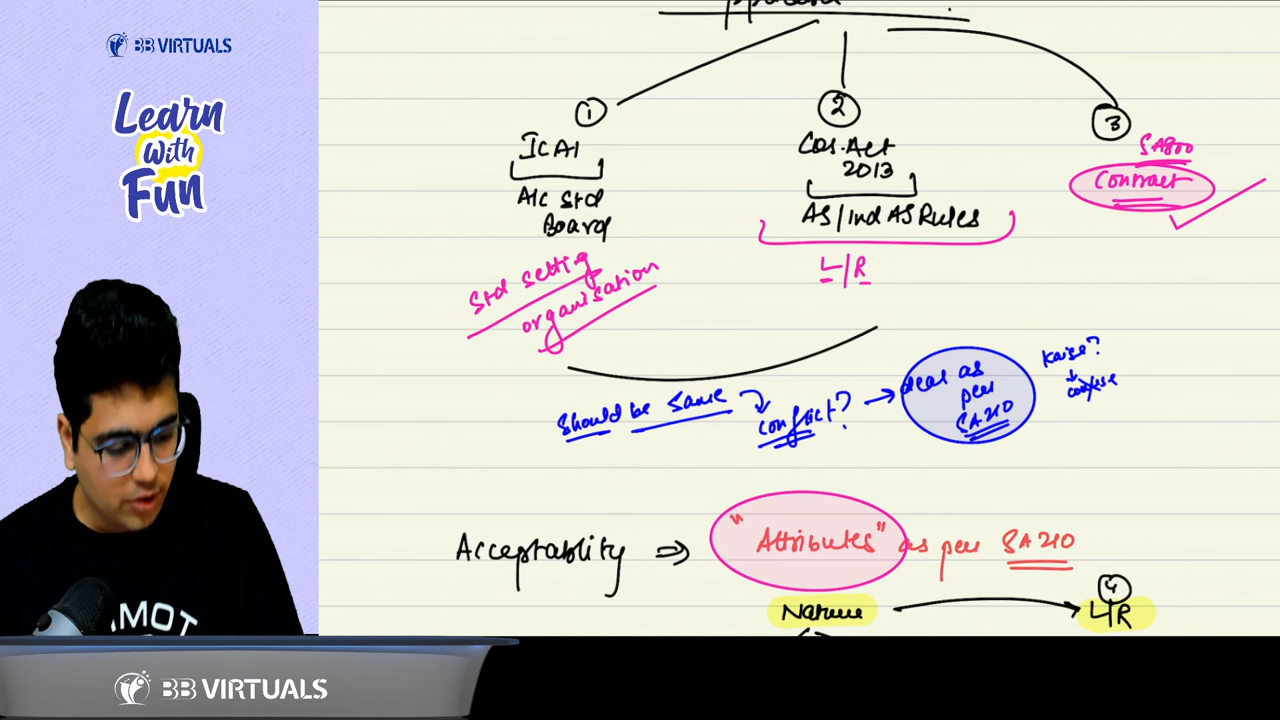 BB VIRTUALS
Learn
With
Fun
1
2
3
ICAI
A/c Std
Board
Std setting
organisation
Cos. Act
2013
AS/Ind AS Rules
L/R
SA800
Contract
Should be same
conflict?
deal as
per
SA210
Kaise?
Acceptablity ⇒ "Attributes" as per SA210
4
Nature
L/R
MOT
BB VIRTUALS